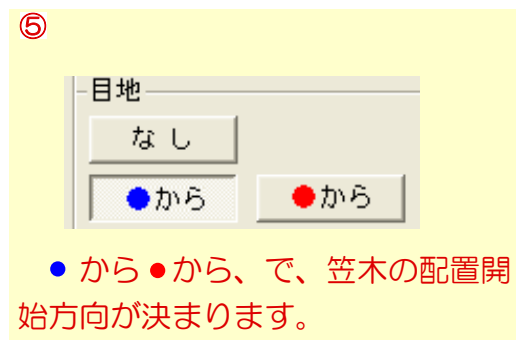 ⑤
目地
なし
●から ●から
● から ●から、で、笠木の配置開
始方向が決まります。